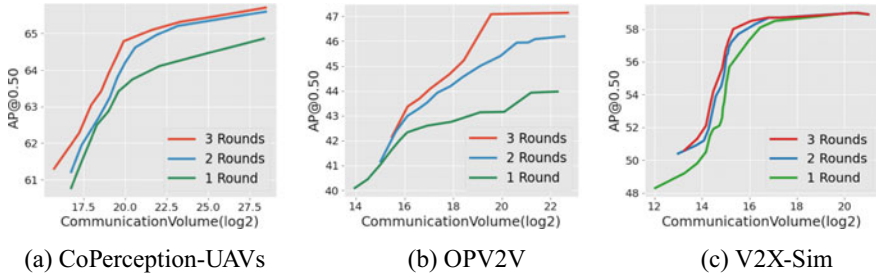 AP@0.50
65
64
63
62
61
3 Rounds
2 Rounds
1 Round
17.5 20.0 22.5 25.0 27.5
CommunicationVolume(log2)
(a) CoPerception-UAVs
AP@0.50
47
46
45
44
43
42
41
40
3 Rounds
2 Rounds
1 Round
14 16 18 20 22
CommunicationVolume(log2)
(b) OPV2V
AP@0.50
58
56
54
52
50
48
3 Rounds
2 Rounds
1 Round
12 14 16 18 20
CommunicationVolume(log2)
(c) V2X-Sim